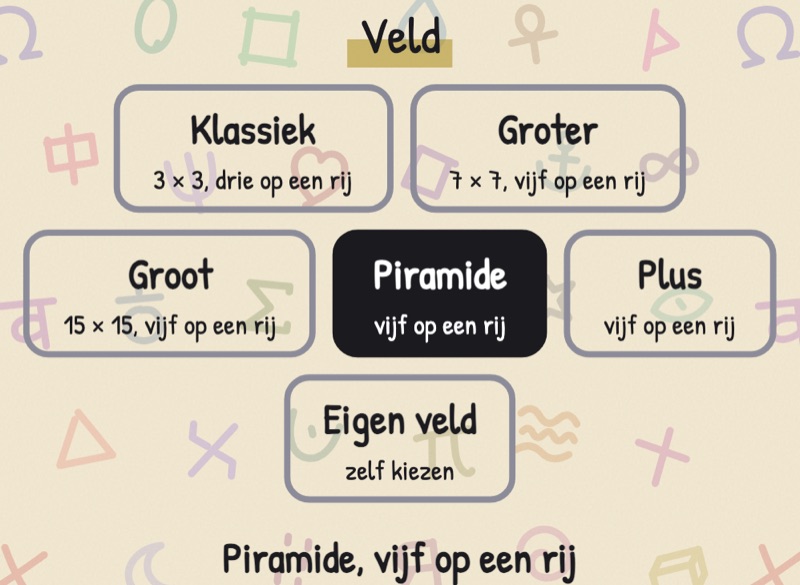 Veld
Klassiek
3 × 3, drie op een rij
Groter
7 × 7, vijf op een rij
Groot
15 × 15, vijf op een rij
Piramide
vijf op een rij
Plus
vijf op een rij
Eigen veld
zelf kiezen
Piramide, vijf op een rij